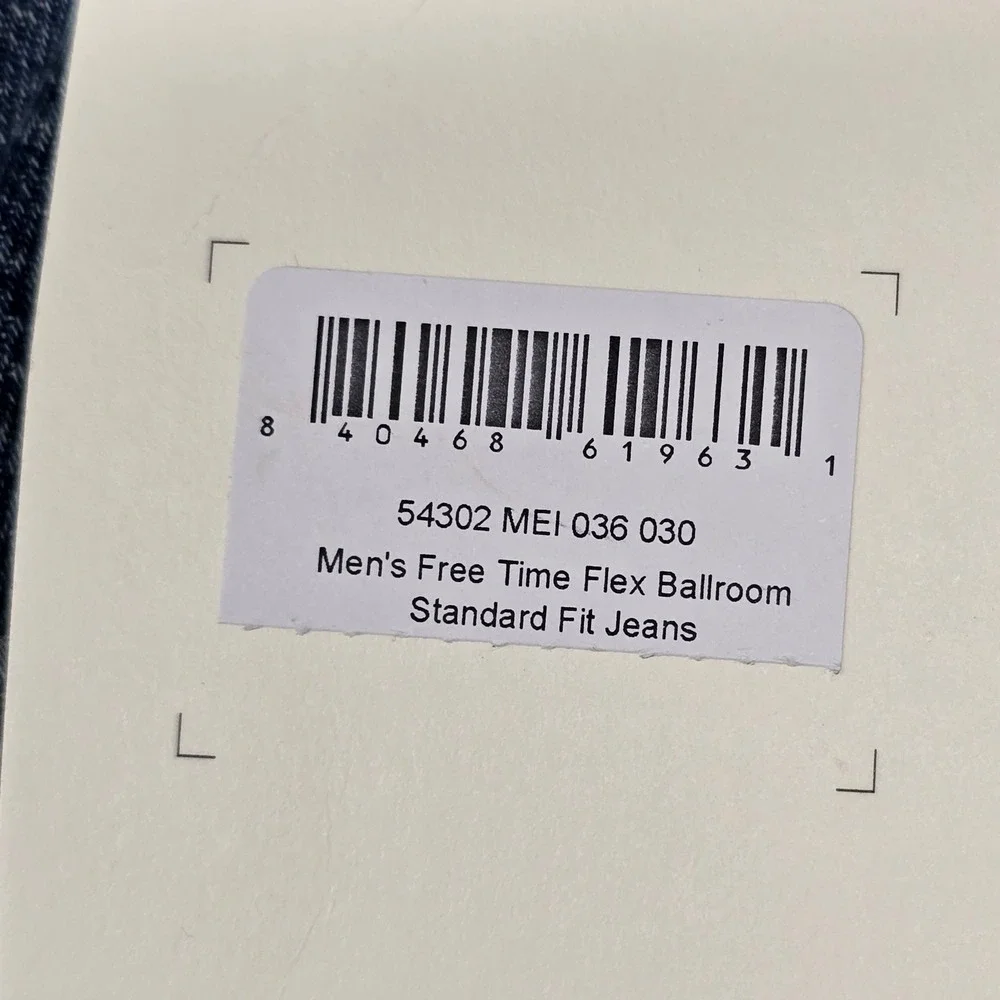 8 40468 61963 1
54302 MEI 036 030
Men's Free Time Flex Ballroom
Standard Fit Jeans